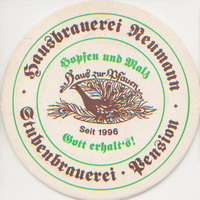 Hausbrauerei Neumann
Hopfen und Malz
Haus zur Pfauen
Seit 1996
Gott erhalt's!
Stubenbrauerei · Pension